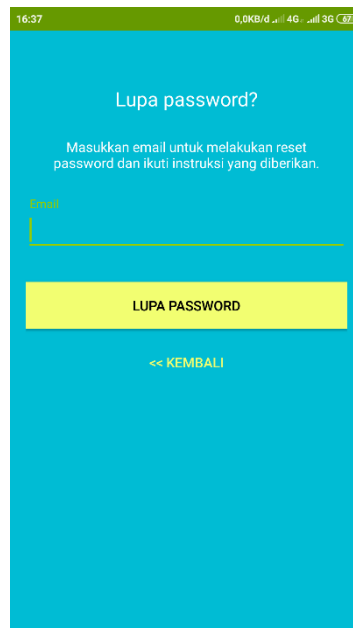 16:37 0,0KB/d 4G 3G 67
Lupa password?
Masukkan email untuk melakukan reset
password dan ikuti instruksi yang diberikan.
Email
LUPA PASSWORD
<< KEMBALI